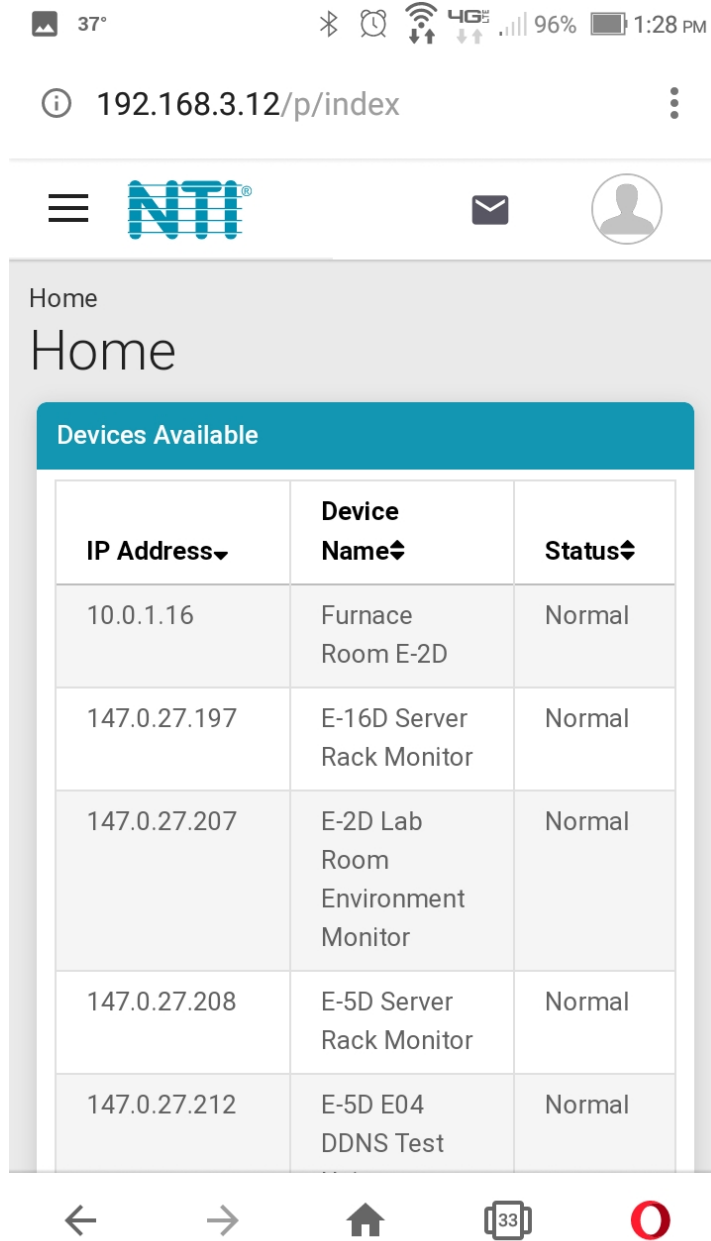 37° 4G LTE 96% 1:28 PM
192.168.3.12/p/index
NTI®
Home
Home
Devices Available
IP Address
Device
Name
Status
10.0.1.16
Furnace
Room E-2D
Normal
147.0.27.197
E-16D Server
Rack Monitor
Normal
147.0.27.207
E-2D Lab
Room
Environment
Monitor
Normal
147.0.27.208
E-5D Server
Rack Monitor
Normal
147.0.27.212
E-5D E04
DDNS Test
Normal
33